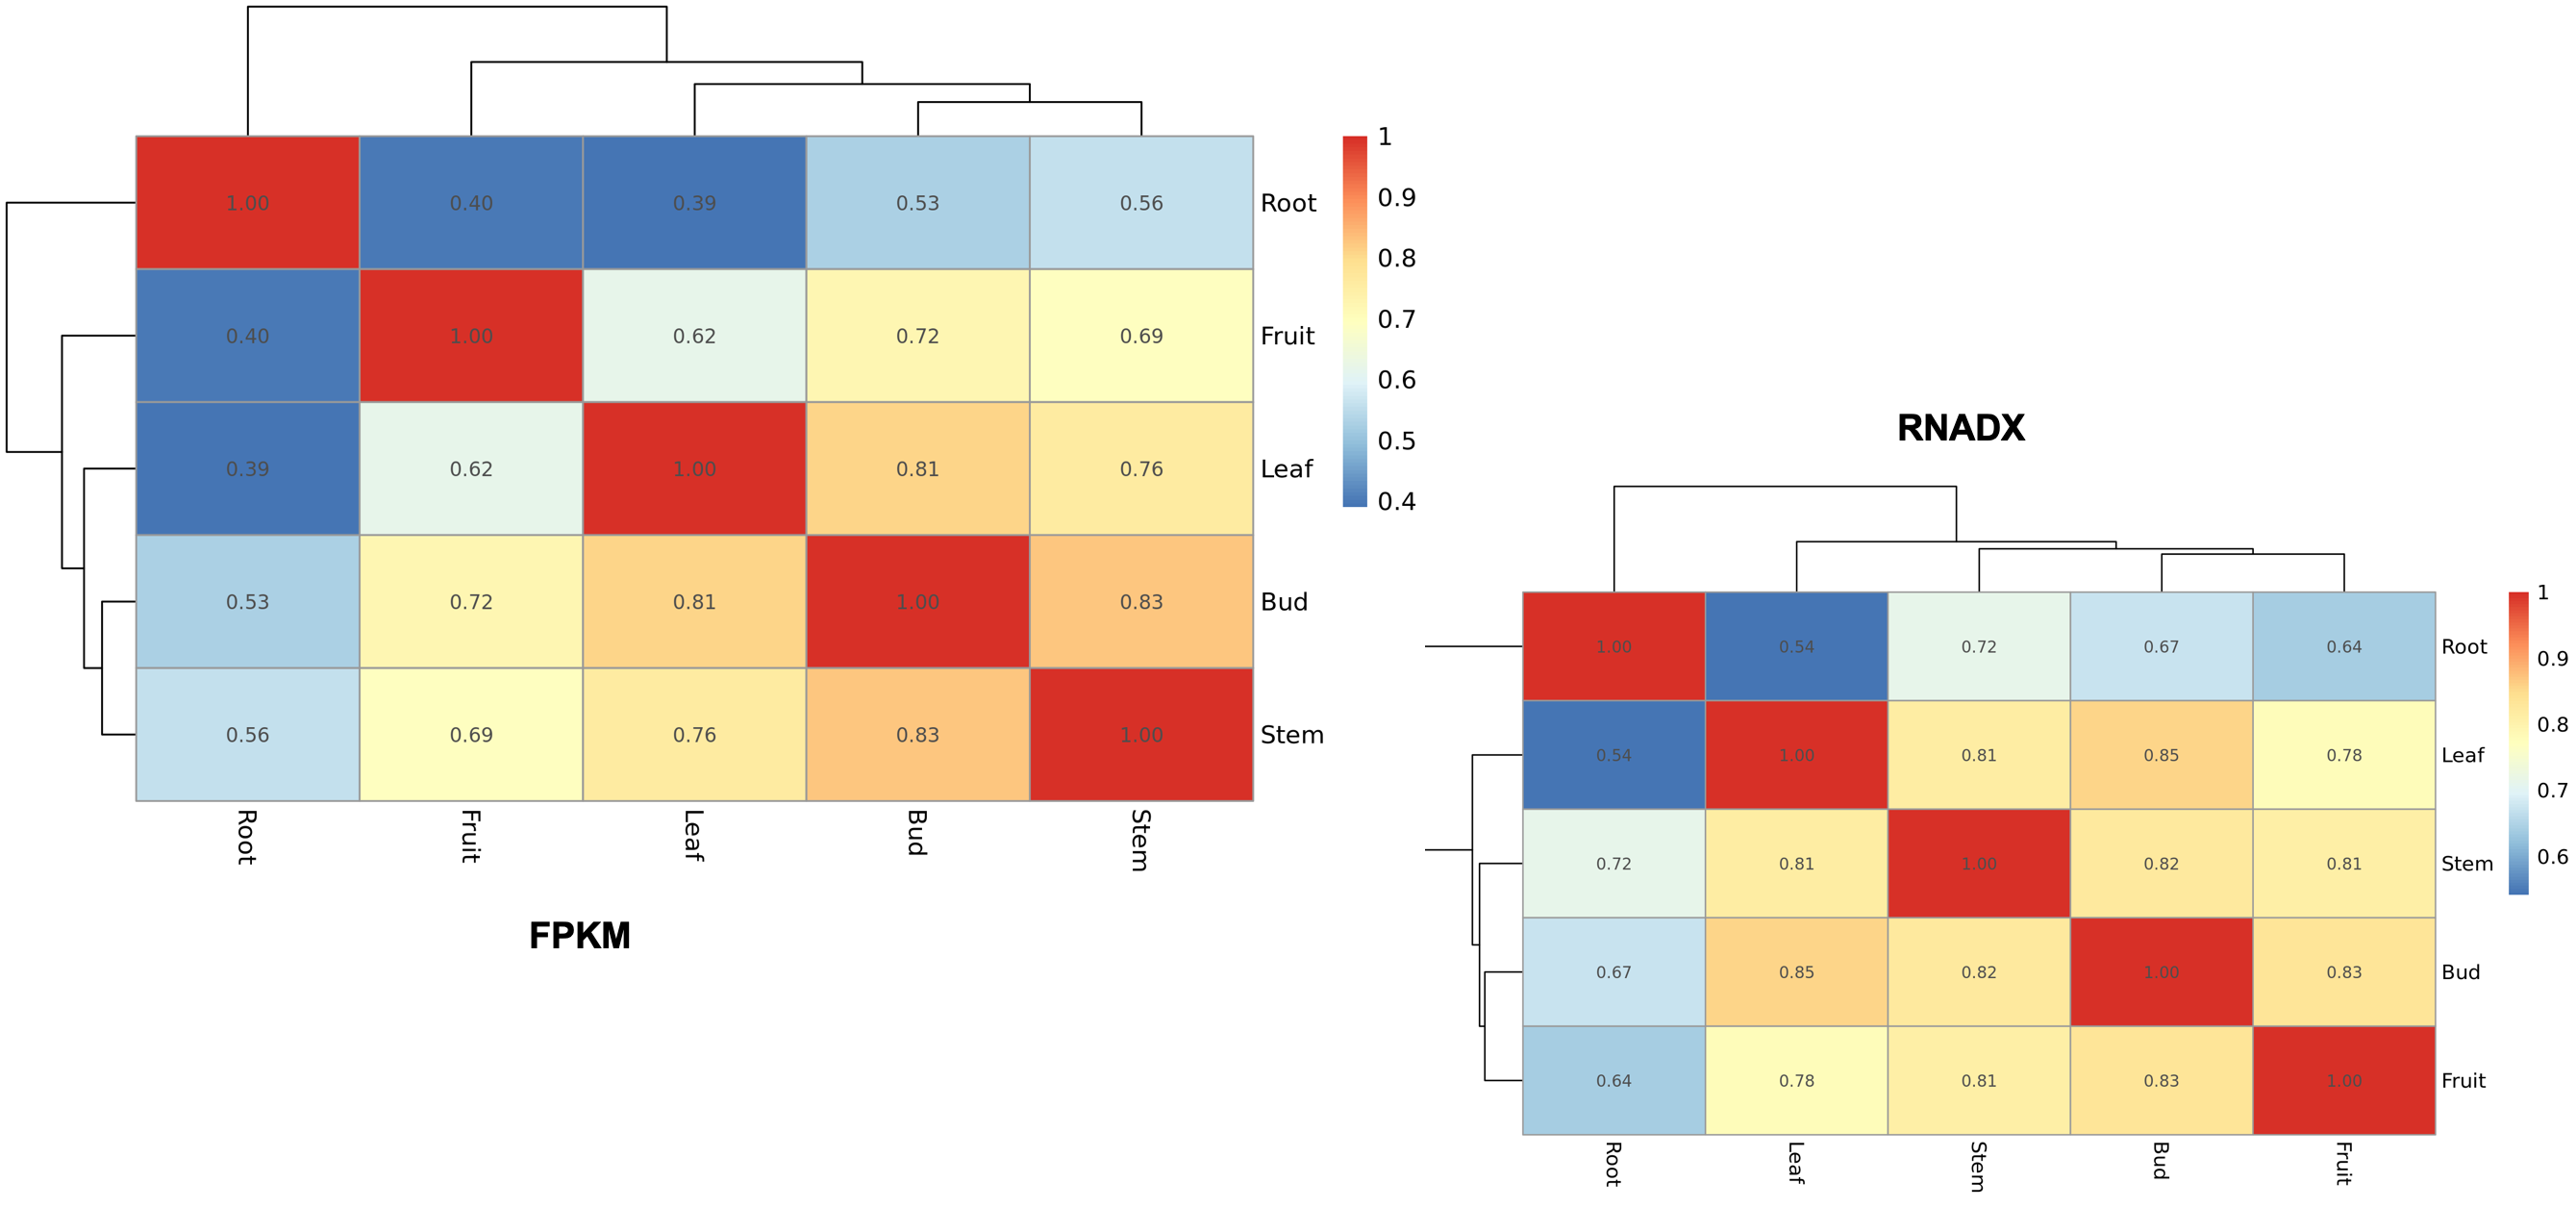 1.00 0.40 0.39 0.53 0.56 Root
0.40 1.00 0.62 0.72 0.69 Fruit
0.39 0.62 1.00 0.81 0.76 Leaf
0.53 0.72 0.81 1.00 0.83 Bud
0.56 0.69 0.76 0.83 1.00 Stem
Root Fruit Leaf Bud Stem
1
0.9
0.8
0.7
0.6
0.5
0.4
FPKM
RNADX
1.00 0.54 0.72 0.67 0.64 Root
0.54 1.00 0.81 0.85 0.78 Leaf
0.72 0.81 1.00 0.82 0.81 Stem
0.67 0.85 0.82 1.00 0.83 Bud
0.64 0.78 0.81 0.83 1.00 Fruit
Root Leaf Stem Bud Fruit
1
0.9
0.8
0.7
0.6